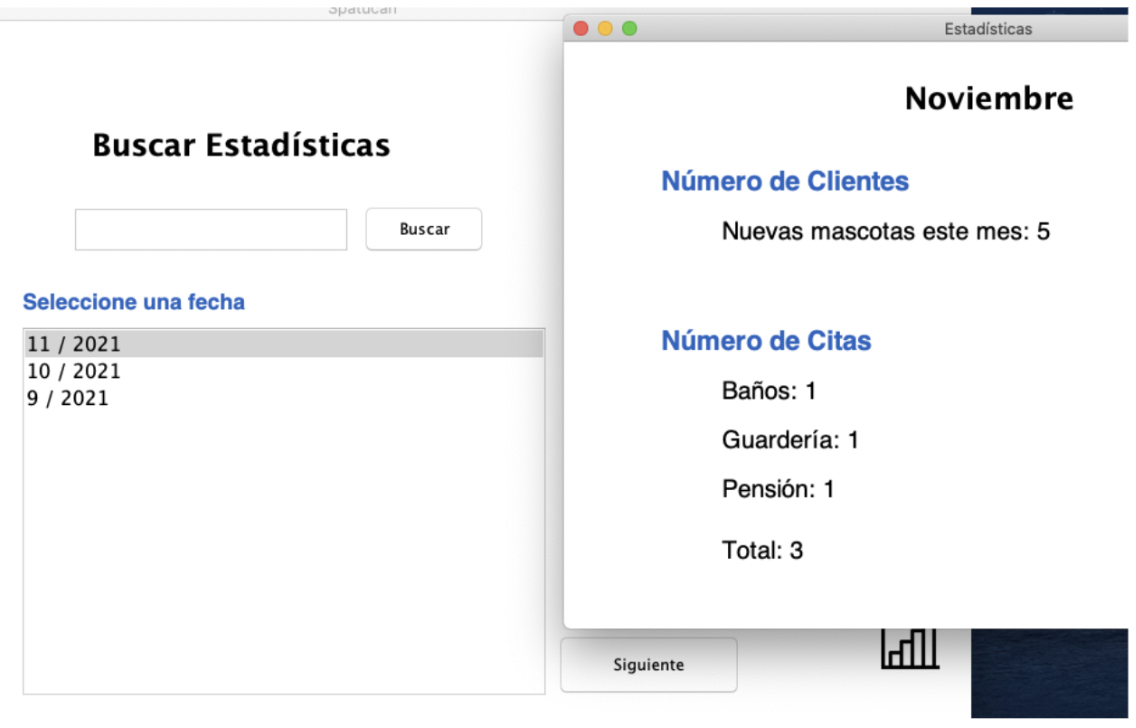 Spatucan
Buscar Estadísticas
Buscar
Seleccione una fecha
11 / 2021
10 / 2021
9 / 2021
Siguiente
Estadísticas
Noviembre
Número de Clientes
Nuevas mascotas este mes: 5
Número de Citas
Baños: 1
Guardería: 1
Pensión: 1
Total: 3